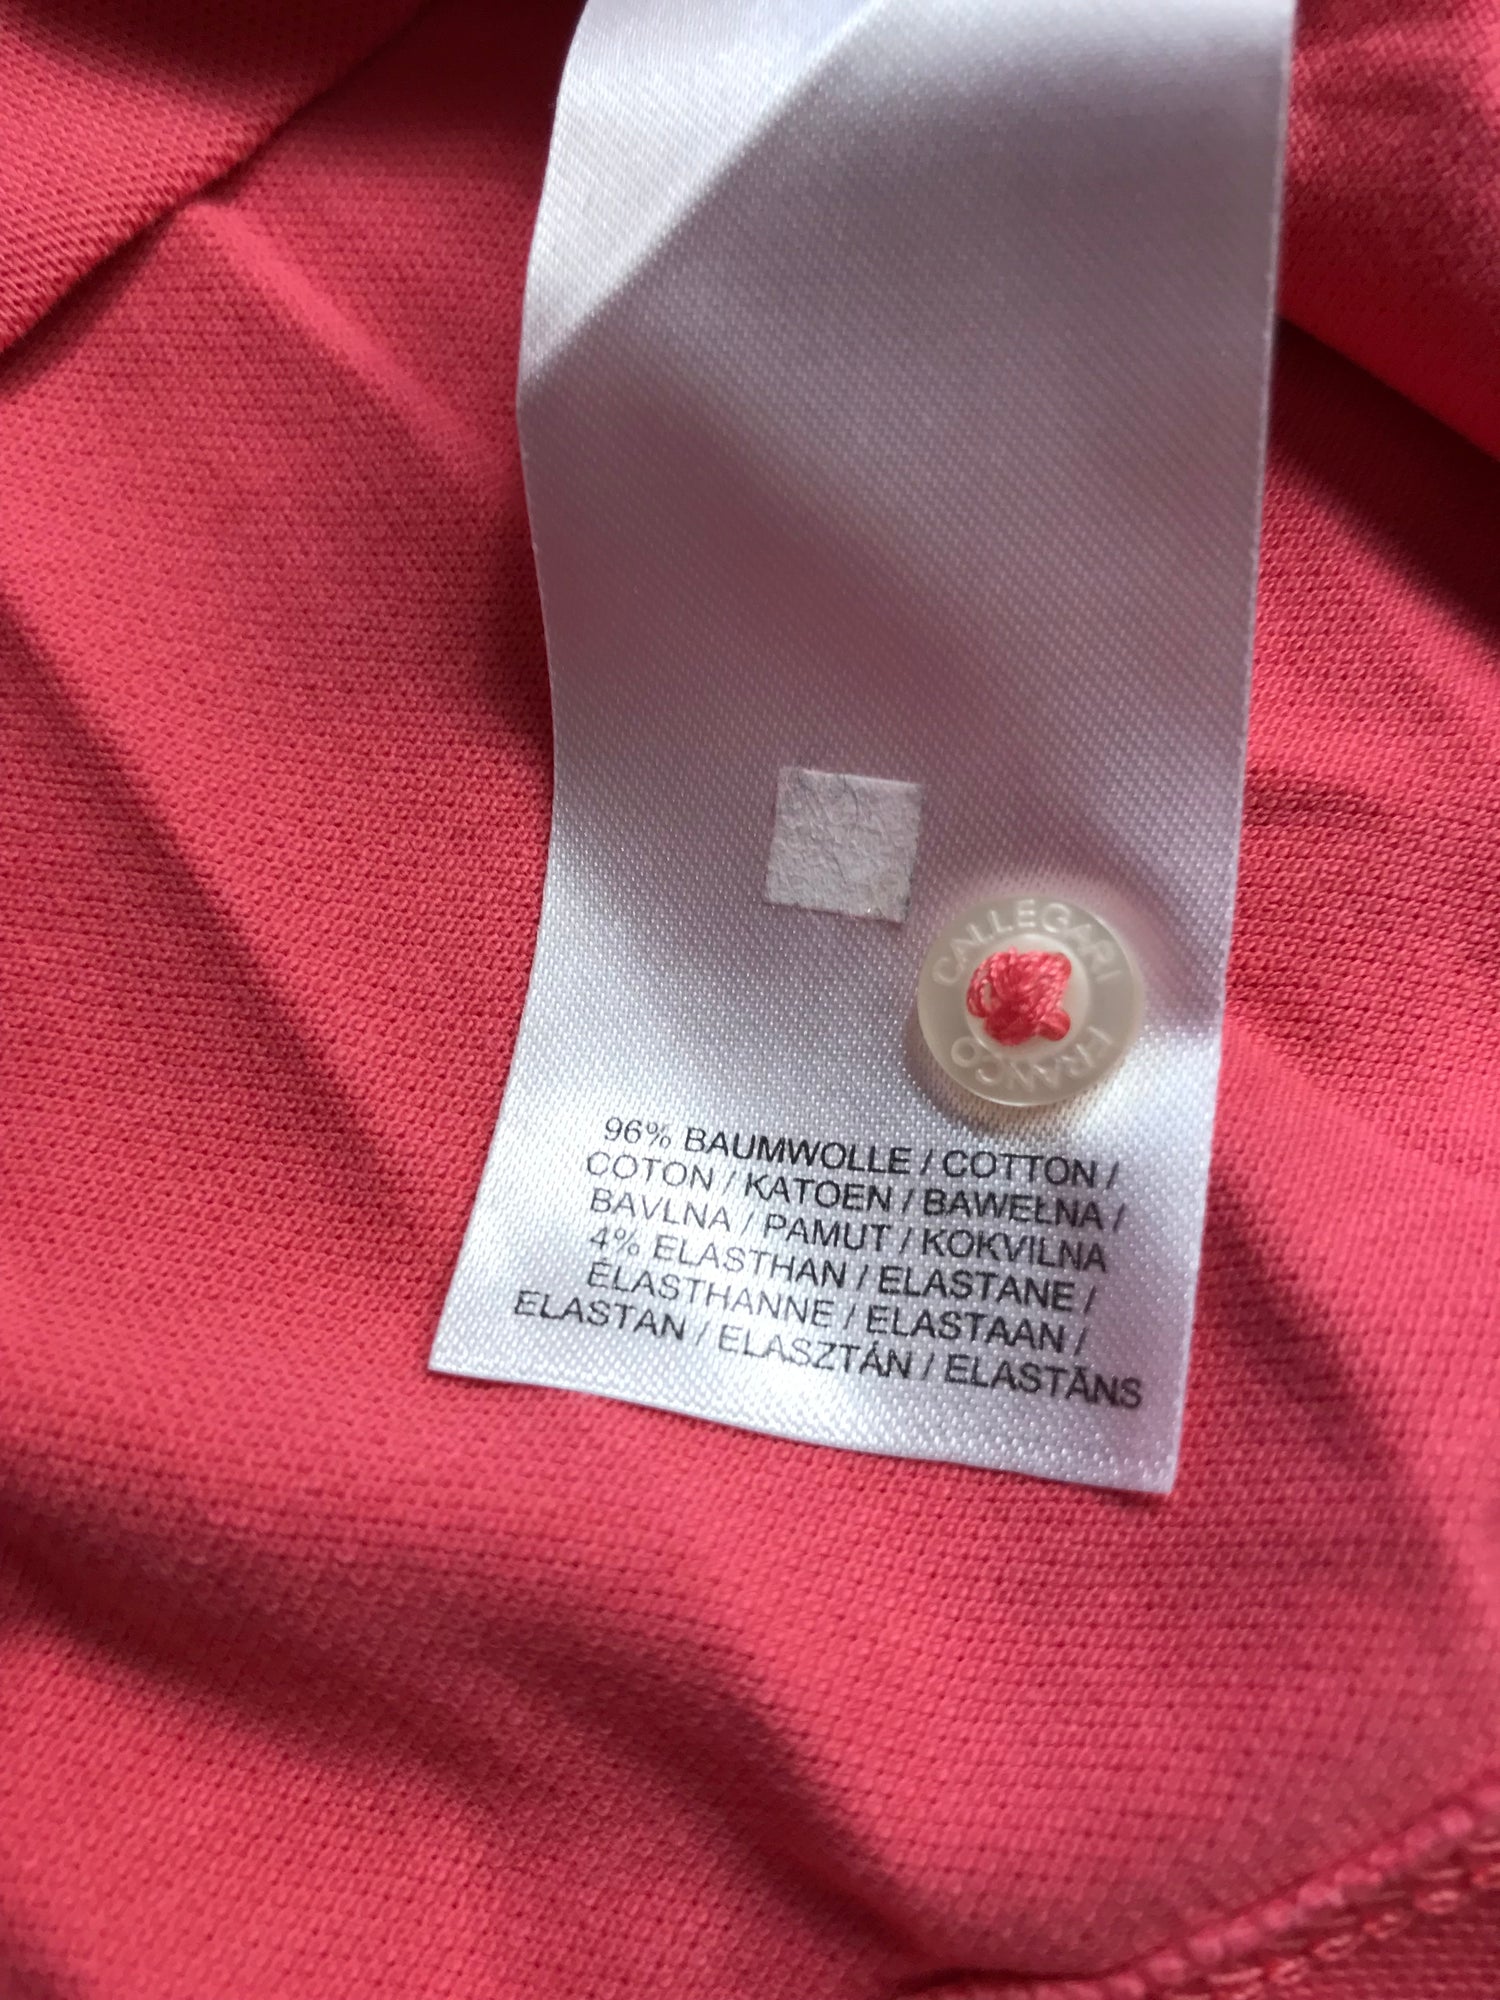 CALLEGARI
FRANCO
96% BAUMWOLLE / COTTON /
COTON / KATOEN / BAWEŁNA /
BAVLNA / PAMUT / KOKVILNA
4% ELASTHAN / ELASTANE /
ÉLASTHANNE / ELASTAAN /
ELASTAN / ELASZTÁN / ELASTĀNS